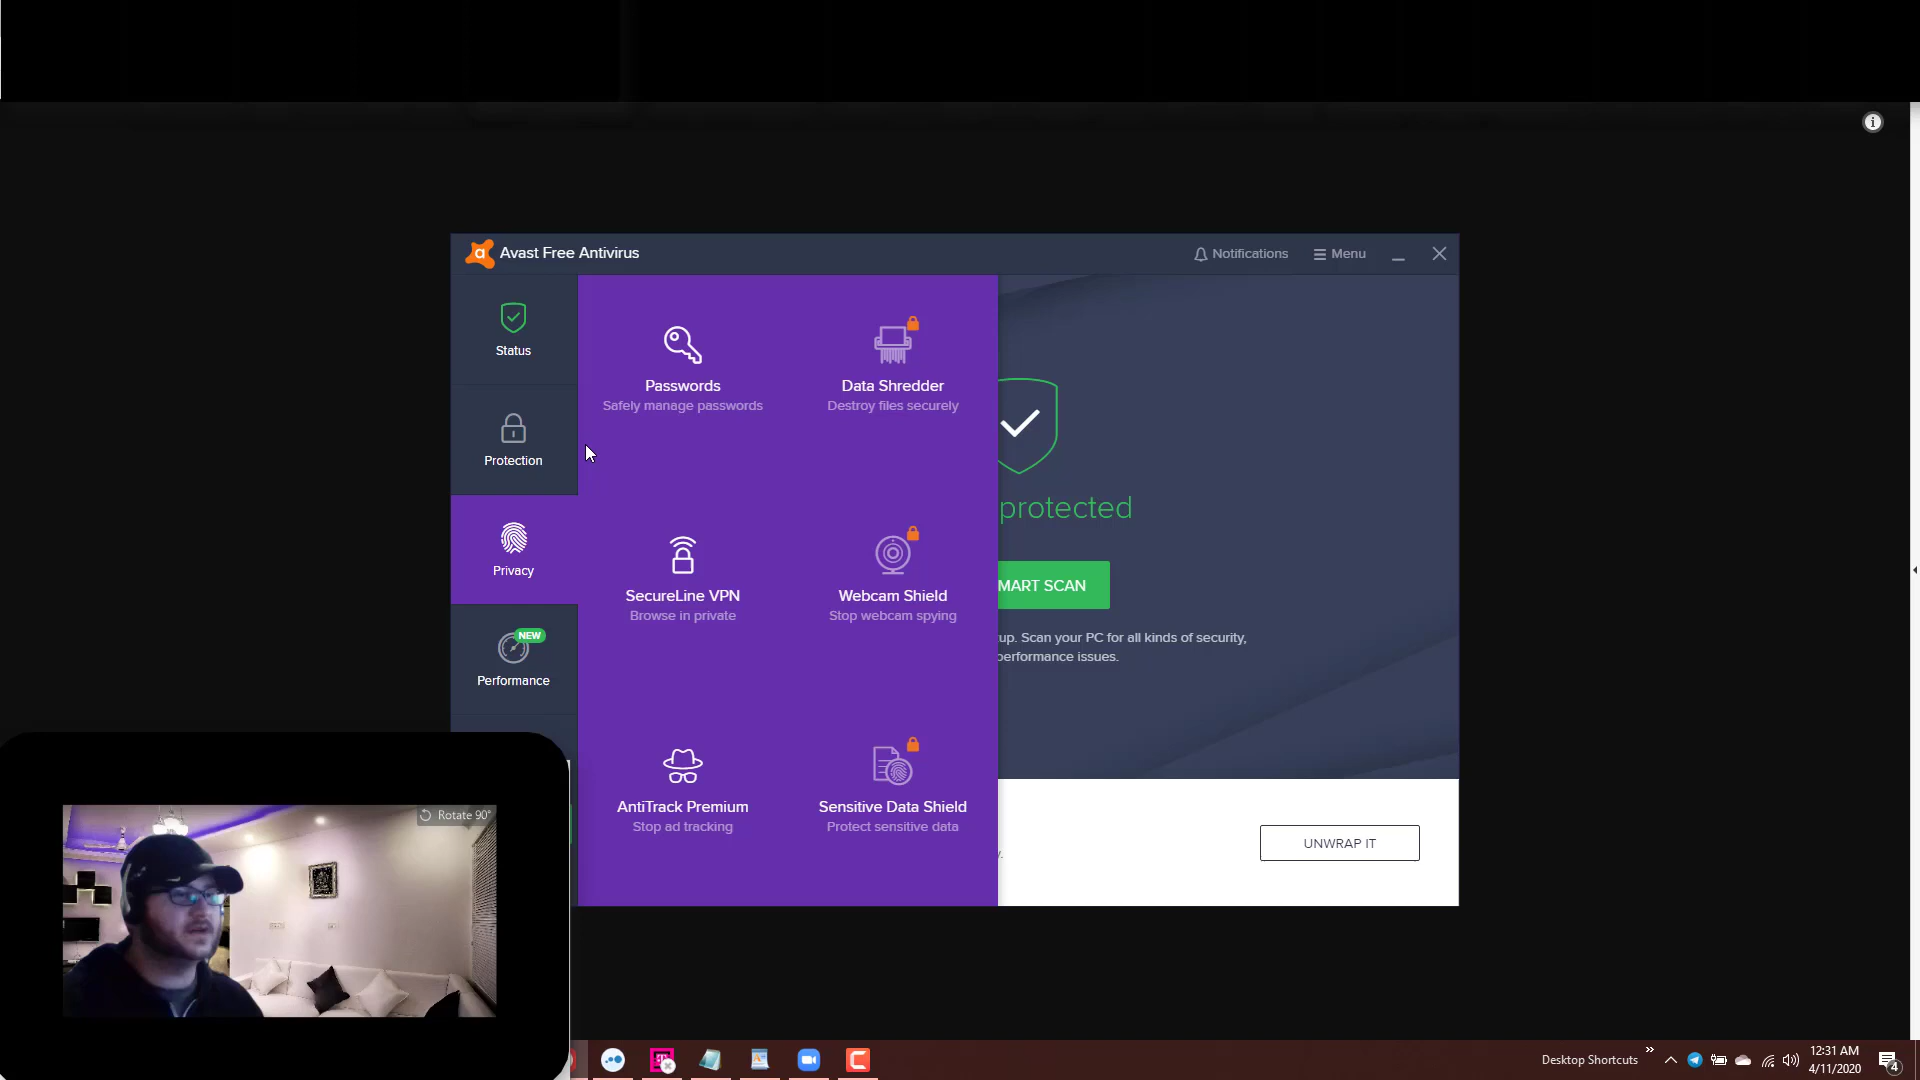 Avast Free Antivirus
Notifications
Menu
Status
Protection
Privacy
NEW
Performance
Passwords
Safely manage passwords
Data Shredder
Destroy files securely
SecureLine VPN
Browse in private
Webcam Shield
Stop webcam spying
AntiTrack Premium
Stop ad tracking
Sensitive Data Shield
Protect sensitive data
protected
MART SCAN
up. Scan your PC for all kinds of security,
performance issues.
UNWRAP IT
Rotate 90°
Desktop Shortcuts
12:31 AM
4/11/2020
4